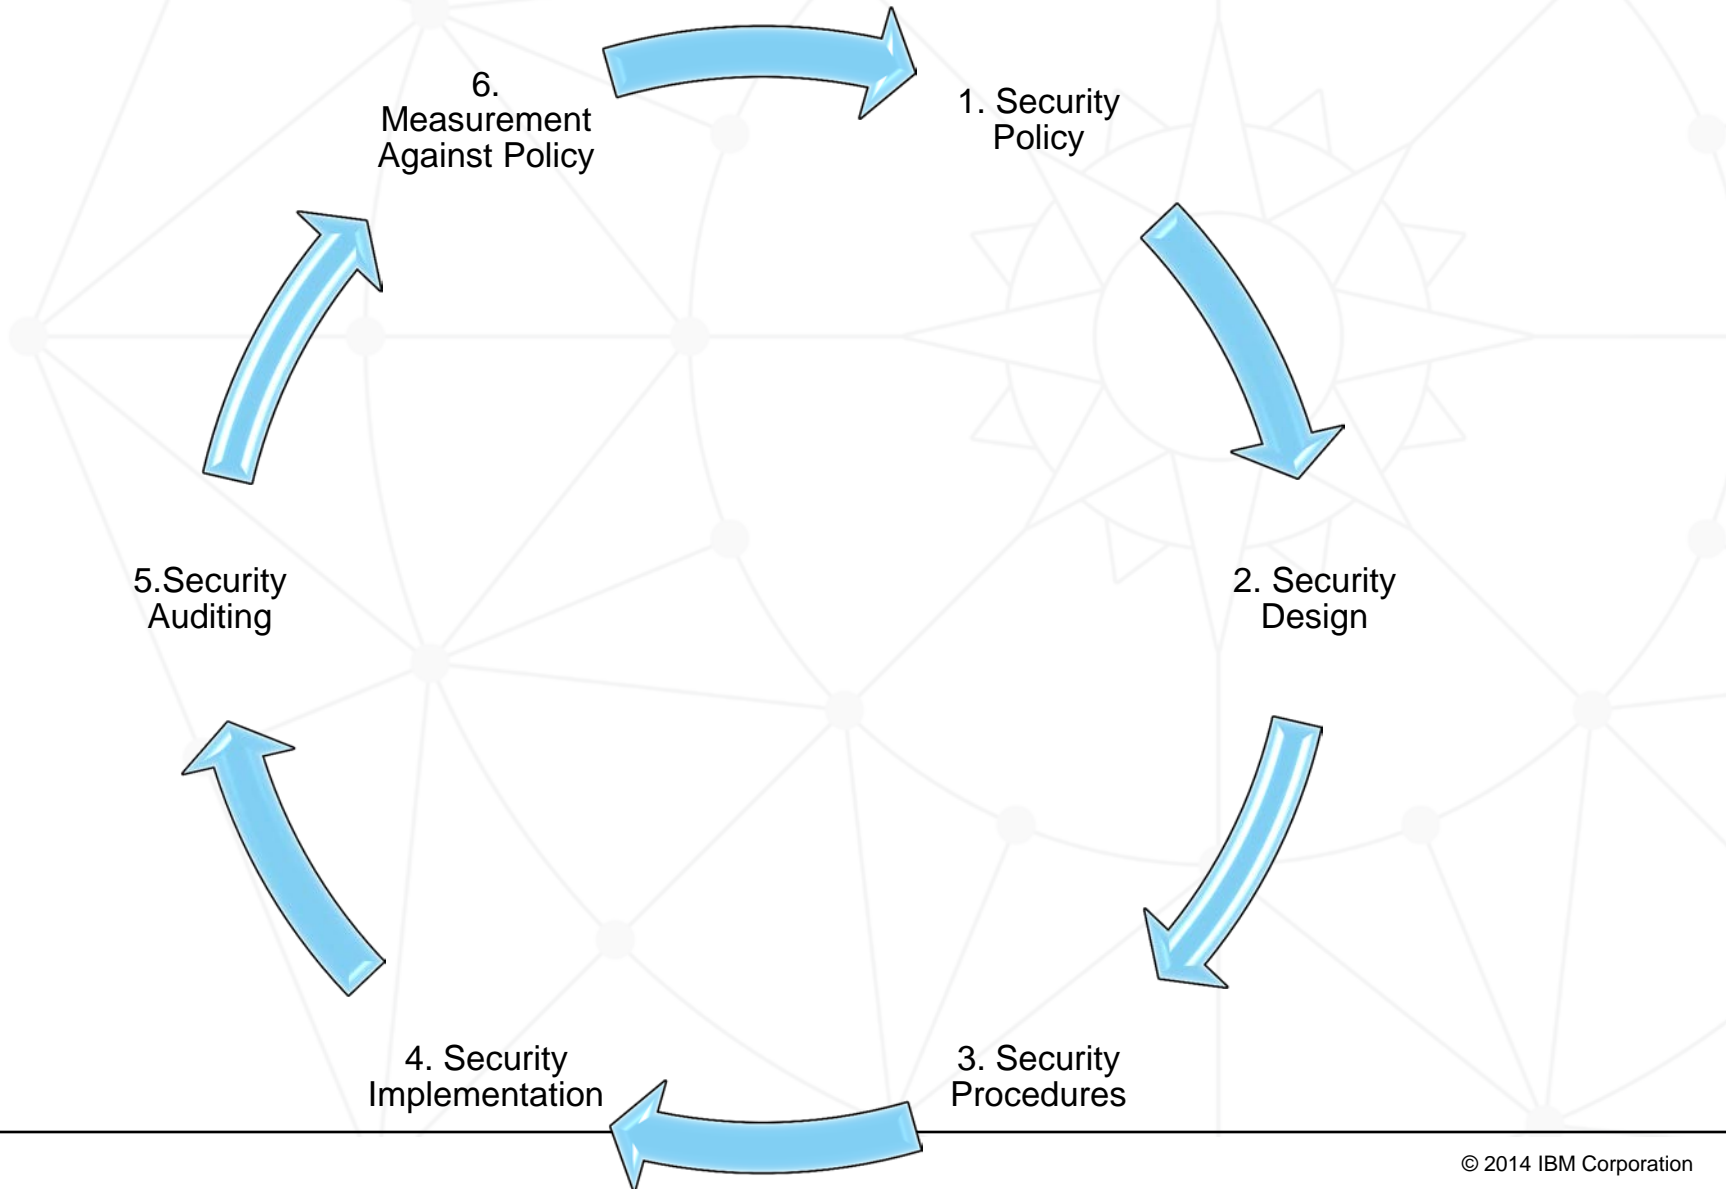 6.
Measurement
Against Policy
1. Security
Policy
5.Security
Auditing
2. Security
Design
4. Security
Implementation
3. Security
Procedures
© 2014 IBM Corporation